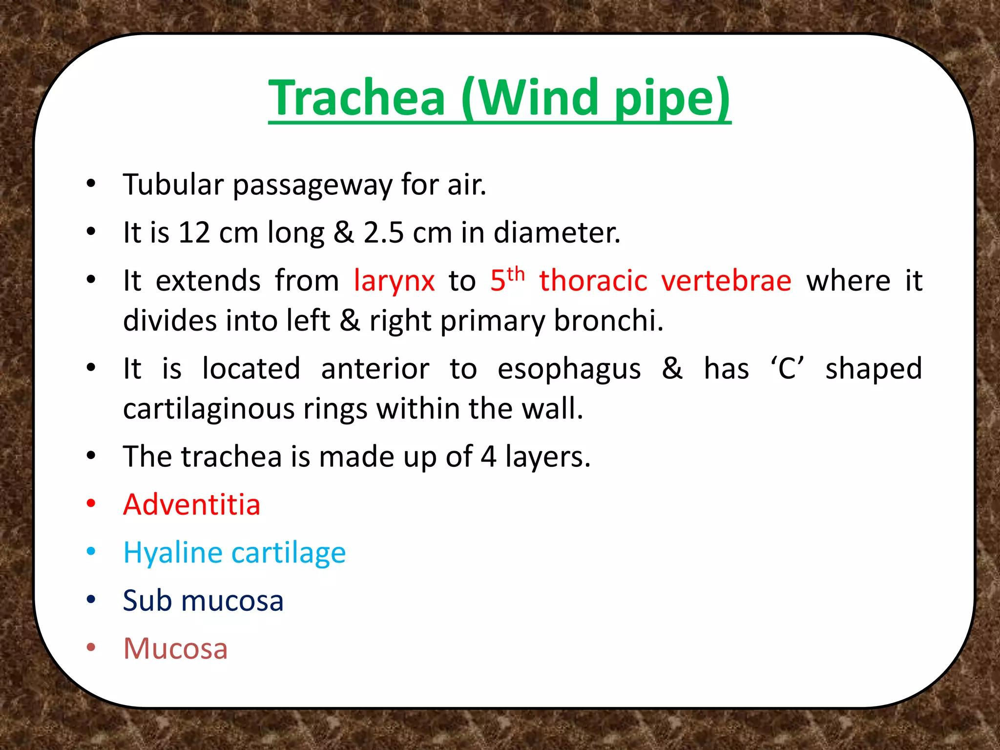 Trachea (Wind pipe)
• Tubular passageway for air.
• It is 12 cm long & 2.5 cm in diameter.
• It extends from larynx to 5th thoracic vertebrae where it
divides into left & right primary bronchi.
• It is located anterior to esophagus & has ‘C’ shaped
cartilaginous rings within the wall.
• The trachea is made up of 4 layers.
• Adventitia
• Hyaline cartilage
• Sub mucosa
• Mucosa